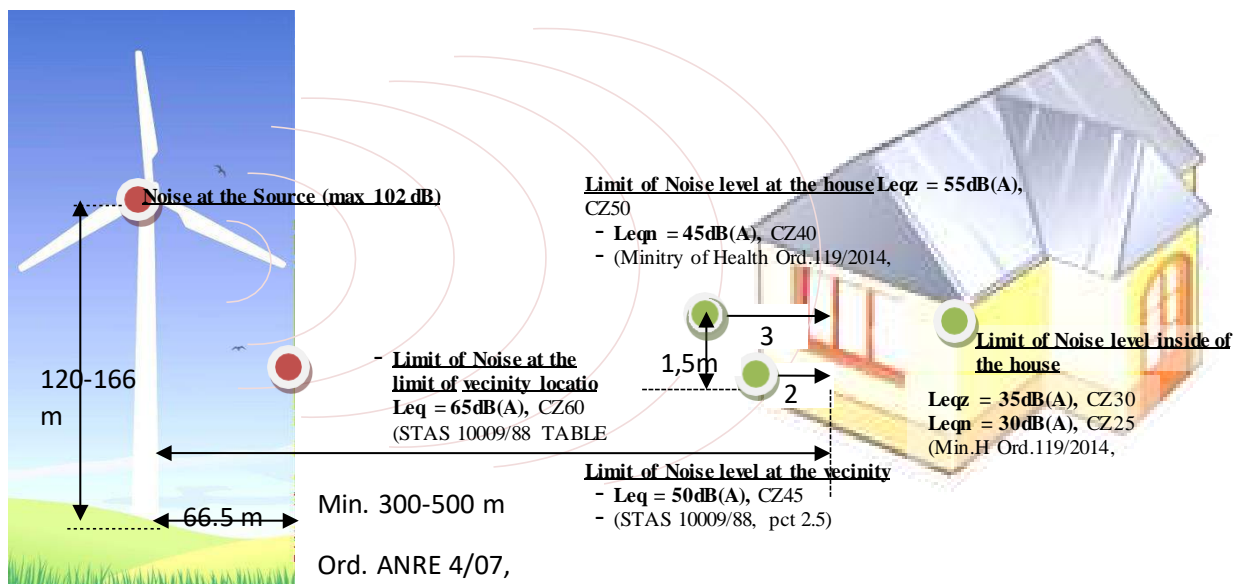 Noise at the Source (max 102 dB)
120-166
m
66.5 m
- Limit of Noise at the
limit of vecinity locatio
Leq = 65dB(A), CZ60
(STAS 10009/88 TABLE
Min. 300-500 m
Ord. ANRE 4/07,
Limit of Noise level at the house Leqz = 55dB(A),
CZ50
- Leqn = 45dB(A), CZ40
- (Minitry of Health Ord.119/2014,
3
1,5m
2
Limit of Noise level at the vecinity
- Leq = 50dB(A), CZ45
- (STAS 10009/88, pct 2.5)
Limit of Noise level inside of
the house
Leqz = 35dB(A), CZ30
Leqn = 30dB(A), CZ25
(Min.H Ord.119/2014,